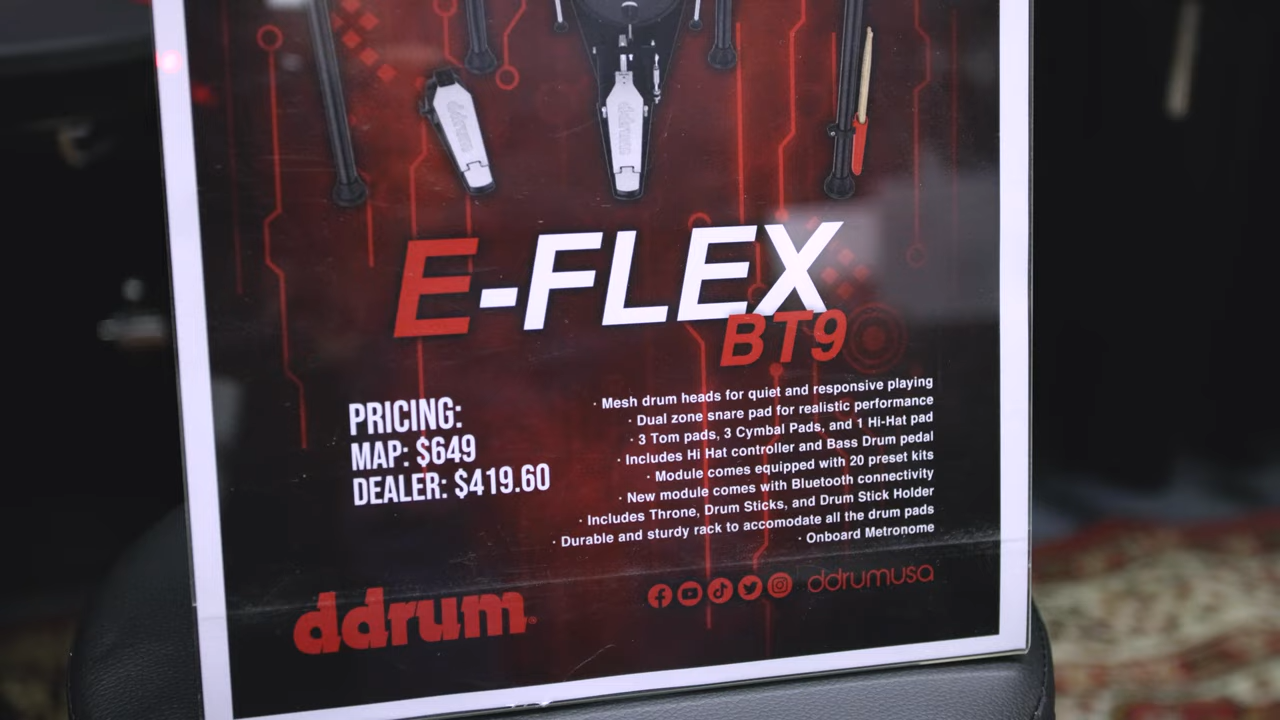 ddrum
ddrum
E-FLEX
BT9
PRICING:
MAP: $649
DEALER: $419.60
· Mesh drum heads for quiet and responsive playing
· Dual zone snare pad for realistic performance
· 3 Tom pads, 3 Cymbal Pads, and 1 Hi-Hat pad
· Includes Hi Hat controller and Bass Drum pedal
· Module comes equipped with 20 preset kits
· New module comes with Bluetooth connectivity
· Includes Throne, Drum Sticks, and Drum Stick Holder
· Durable and sturdy rack to accomodate all the drum pads
· Onboard Metronome
ddrum®
ddrumusa